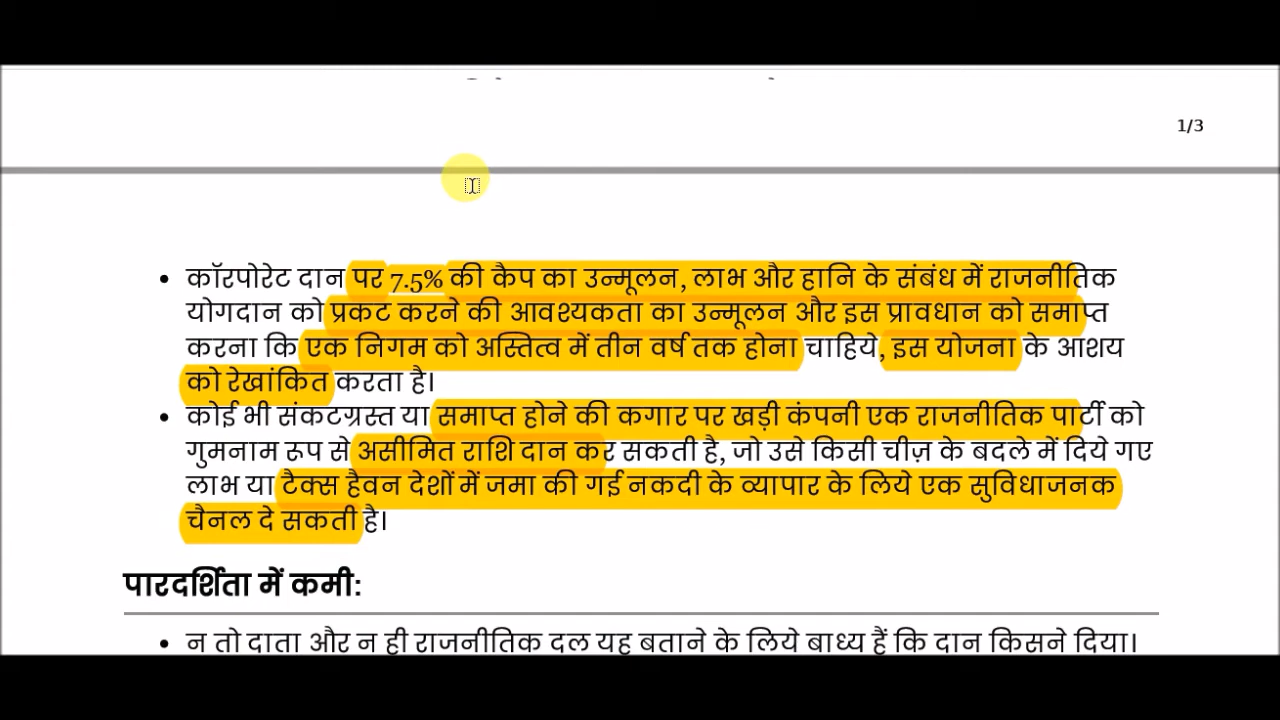 1/3
• कॉरपोरेट दान पर 7.5% की कैप का उन्मूलन, लाभ और हानि के संबंध में राजनीतिक
योगदान को प्रकट करने की आवश्यकता का उन्मूलन और इस प्रावधान को समाप्त
करना कि एक निगम को अस्तित्व में तीन वर्ष तक होना चाहिये, इस योजना के आशय
को रेखांकित करता है।
• कोई भी संकटग्रस्त या समाप्त होने की कगार पर खड़ी कंपनी एक राजनीतिक पार्टी को
गुमनाम रूप से असीमित राशि दान कर सकती है, जो उसे किसी चीज़ के बदले में दिये गए
लाभ या टैक्स हैवन देशों में जमा की गई नकदी के व्यापार के लिये एक सुविधाजनक
चैनल दे सकती है।
पारदर्शिता में कमी:
• न तो दाता और न ही राजनीतिक दल यह बताने के लिये बाध्य हैं कि दान किसने दिया।